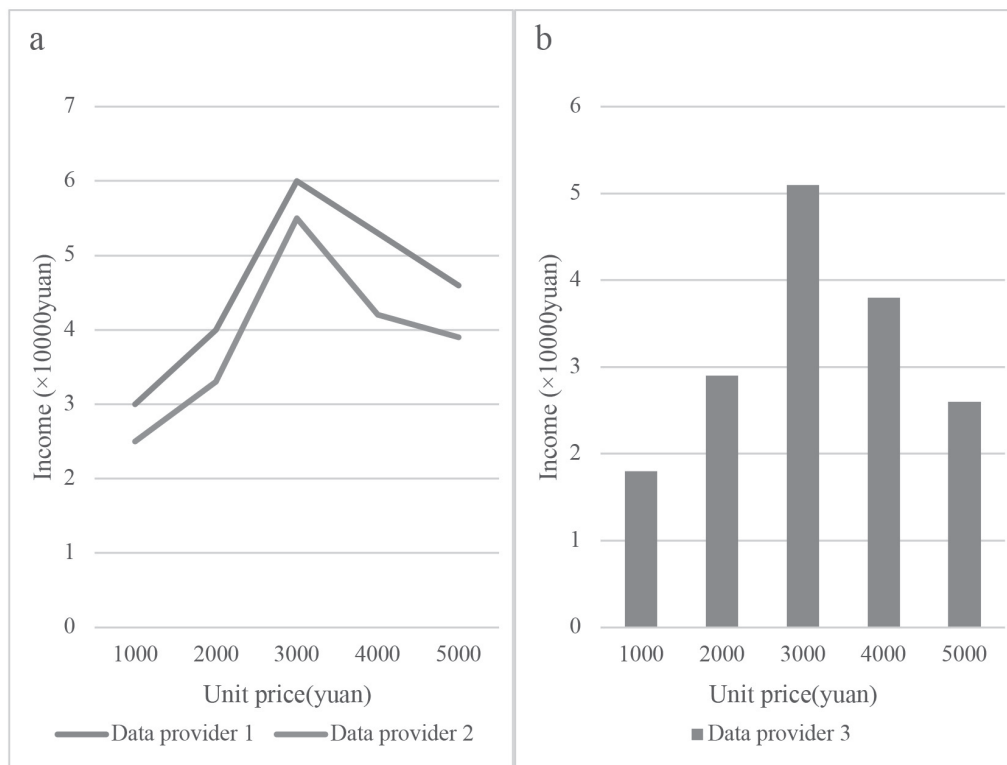 a
7
6
5
4
3
2
1
0
Income (×10000yuan)
1000 2000 3000 4000 5000
Unit price(yuan)
Data provider 1 Data provider 2
b
6
5
4
3
2
1
0
Income (×10000yuan)
1000 2000 3000 4000 5000
Unit price(yuan)
Data provider 3